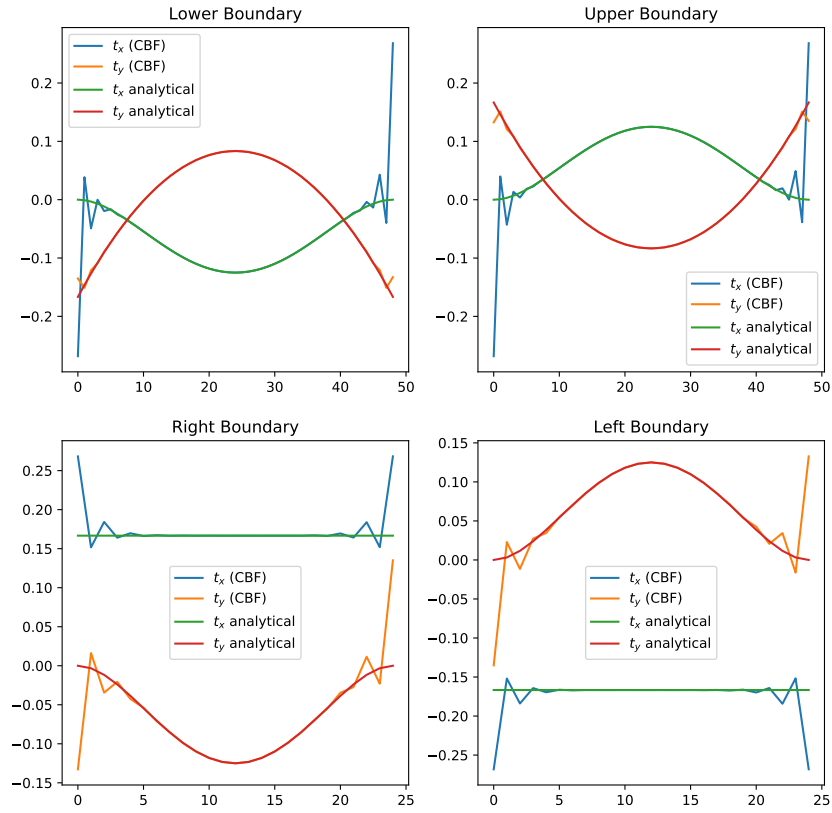 Lower Boundary
t_x (CBF)
t_y (CBF)
t_x analytical
t_y analytical
0.2
0.1
0.0
−0.1
−0.2
0
10
20
30
40
50
Upper Boundary
0.2
0.1
0.0
−0.1
−0.2
t_x (CBF)
t_y (CBF)
t_x analytical
t_y analytical
0
10
20
30
40
50
Right Boundary
0.25
0.20
0.15
0.10
0.05
0.00
−0.05
−0.10
−0.15
t_x (CBF)
t_y (CBF)
t_x analytical
t_y analytical
0
5
10
15
20
25
Left Boundary
0.15
0.10
0.05
0.00
−0.05
−0.10
−0.15
−0.20
−0.25
t_x (CBF)
t_y (CBF)
t_x analytical
t_y analytical
0
5
10
15
20
25